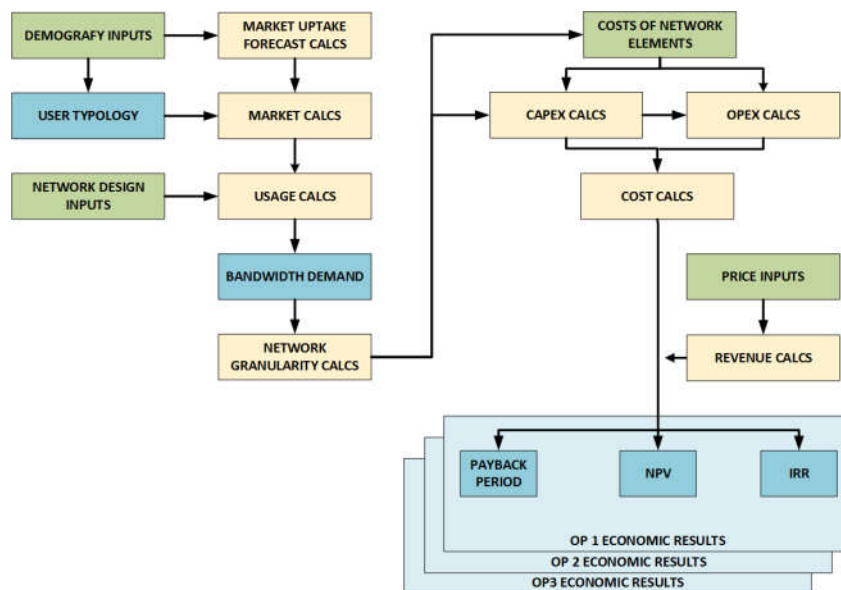 DEMOGRAFY INPUTS
MARKET UPTAKE
FORECAST CALCS
COSTS OF NETWORK
ELEMENTS
USER TYPOLOGY
MARKET CALCS
CAPEX CALCS
OPEX CALCS
NETWORK DESIGN
INPUTS
USAGE CALCS
COST CALCS
BANDWIDTH DEMAND
PRICE INPUTS
NETWORK
GRANULARITY CALCS
REVENUE CALCS
PAYBACK
PERIOD
NPV
IRR
OP 1 ECONOMIC RESULTS
OP 2 ECONOMIC RESULTS
OP3 ECONOMIC RESULTS